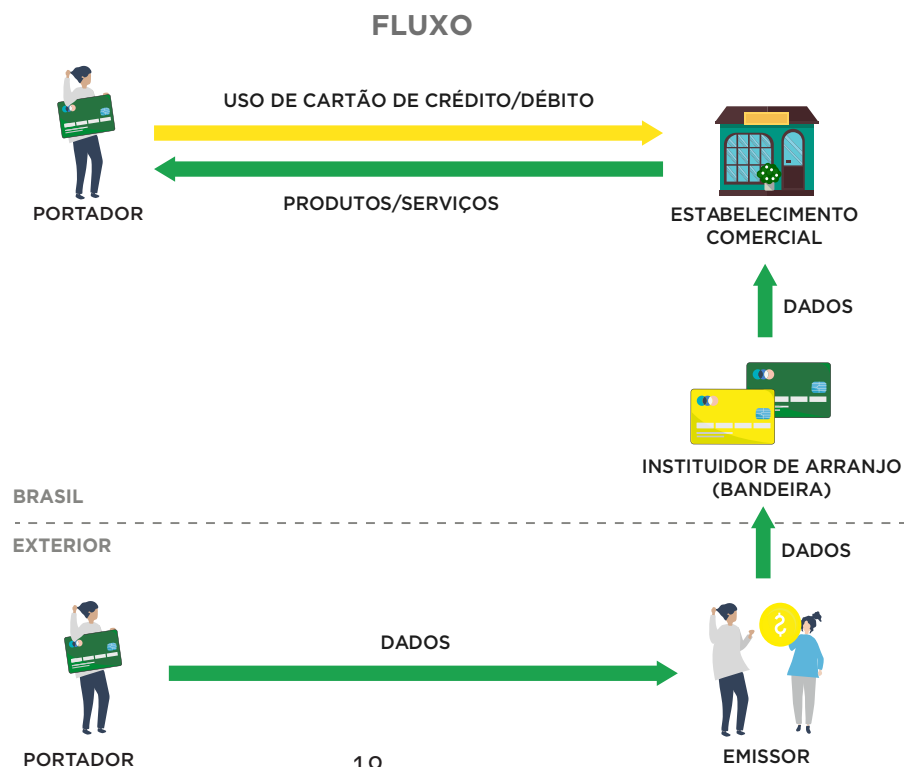 FLUXO
USO DE CARTÃO DE CRÉDITO/DÉBITO
PORTADOR
PRODUTOS/SERVIÇOS
ESTABELECIMENTO
COMERCIAL
DADOS
INSTITUIDOR DE ARRANJO
(BANDEIRA)
BRASIL
EXTERIOR
DADOS
DADOS
PORTADOR
EMISSOR